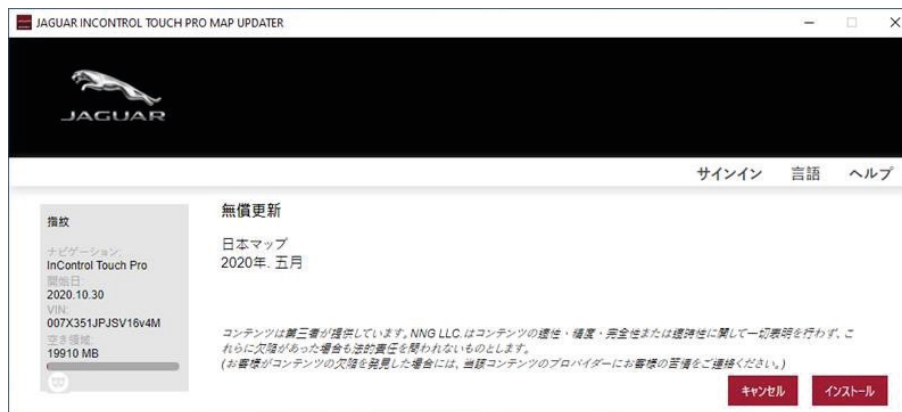 JAGUAR INCONTROL TOUCH PRO MAP UPDATER
JAGUAR
サインイン 言語 ヘルプ
指紋
ナビゲーション:
InControl Touch Pro
開始日:
2020.10.30
VIN:
007X351JPJSV16v4M
空き領域:
19910 MB
無償更新
日本マップ
2020年. 五月
コンテンツは第三者が提供しています。NNG LLC. はコンテンツの適性・精度・完全性または適時性に関して一切表明を行わず、こ
れらに欠陥があった場合も法的責任を問われないものとします。
(お客様がコンテンツの欠陥を発見した場合には、当該コンテンツのプロバイダーにお客様の苦情をご連絡ください。)
キャンセル インストール